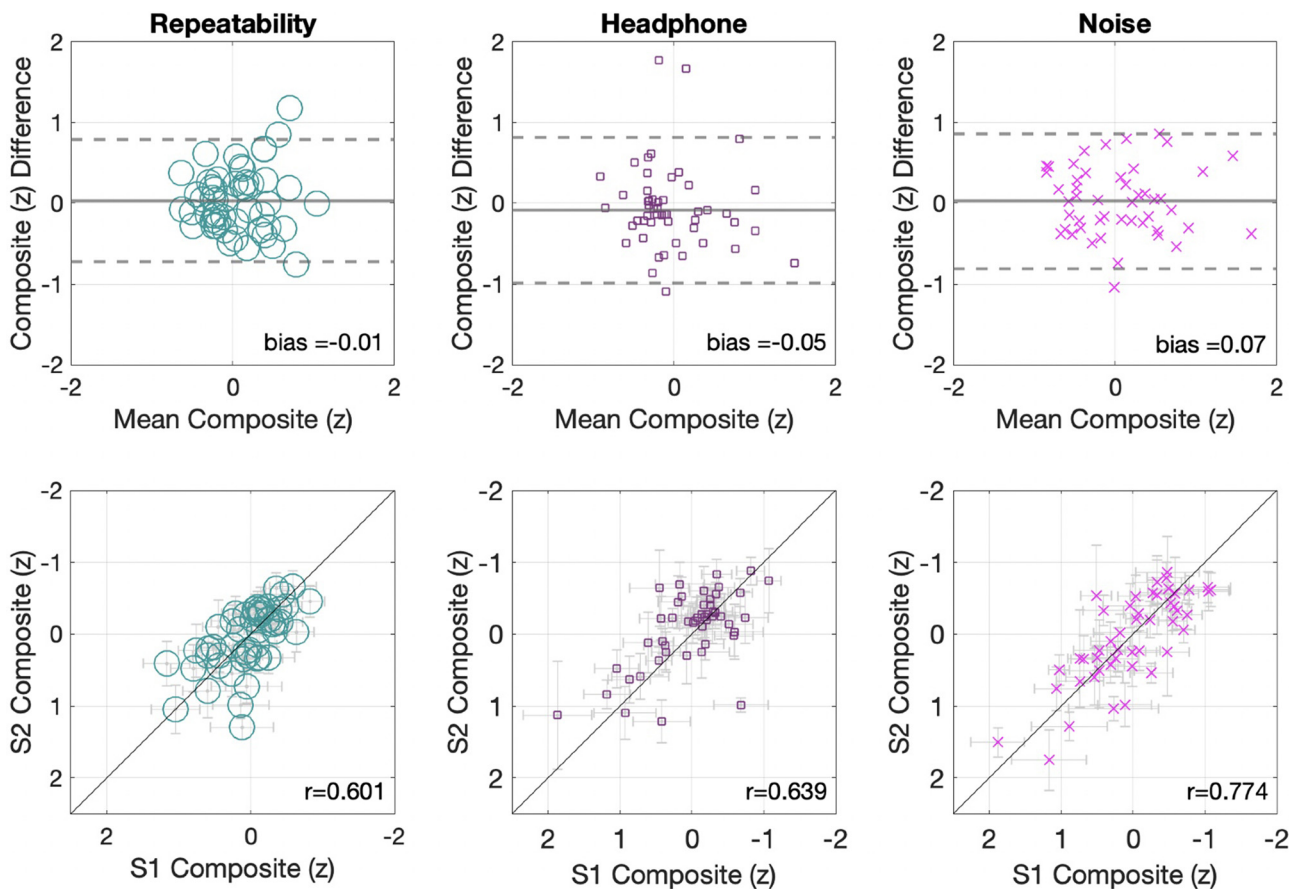 Repeatability
Headphone
Noise
Composite (z) Difference
2
1
0
-1
-2
bias =-0.01
-2
0
2
Mean Composite (z)
Composite (z) Difference
2
1
0
-1
-2
bias =-0.05
-2
0
2
Mean Composite (z)
Composite (z) Difference
2
1
0
-1
-2
bias =0.07
-2
0
2
Mean Composite (z)
S2 Composite (z)
-2
-1
0
1
2
r=0.601
2
0
-2
S1 Composite (z)
S2 Composite (z)
-2
-1
0
1
2
r=0.639
2
1
0
-1
-2
S1 Composite (z)
S2 Composite (z)
-2
-1
0
1
2
r=0.774
2
1
0
-1
-2
S1 Composite (z)